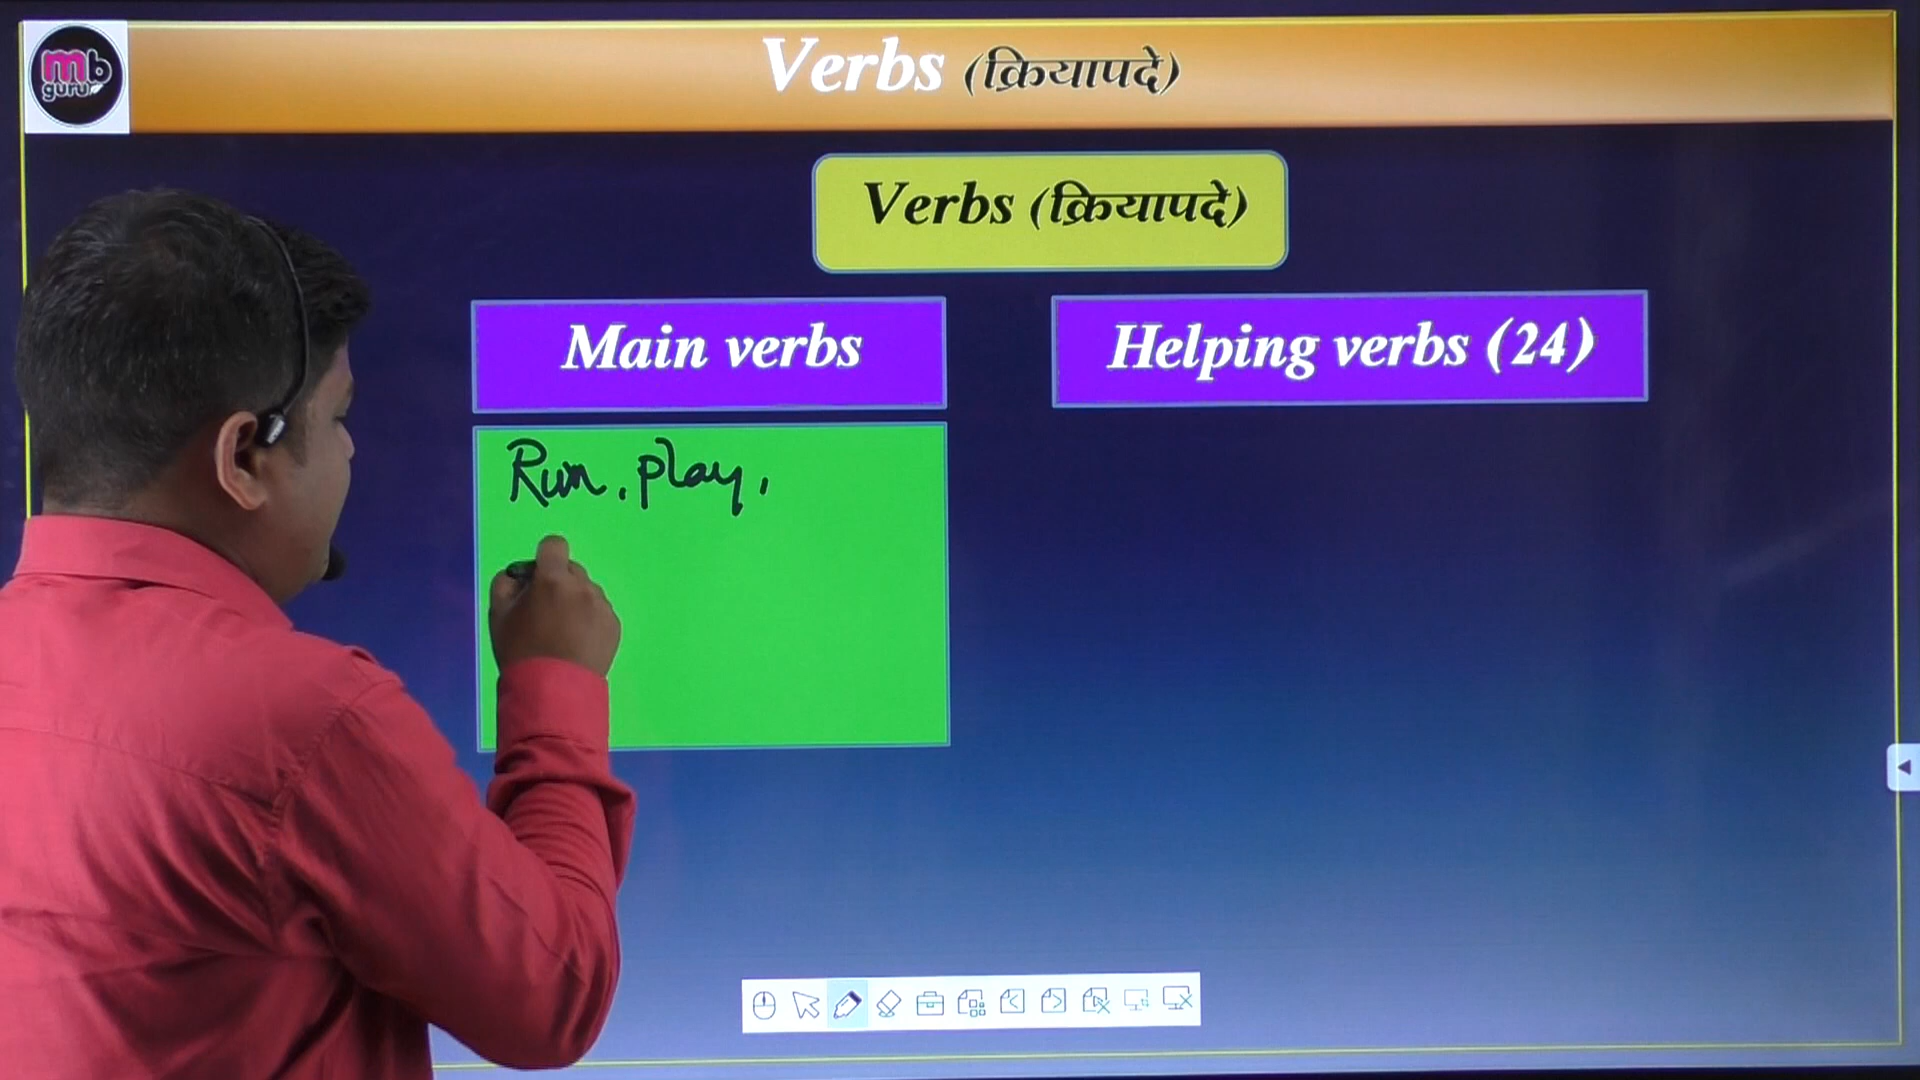 mb
guru
Verbs (क्रियापदे)
Verbs (क्रियापदे)
Main verbs
Helping verbs (24)
Run, play,